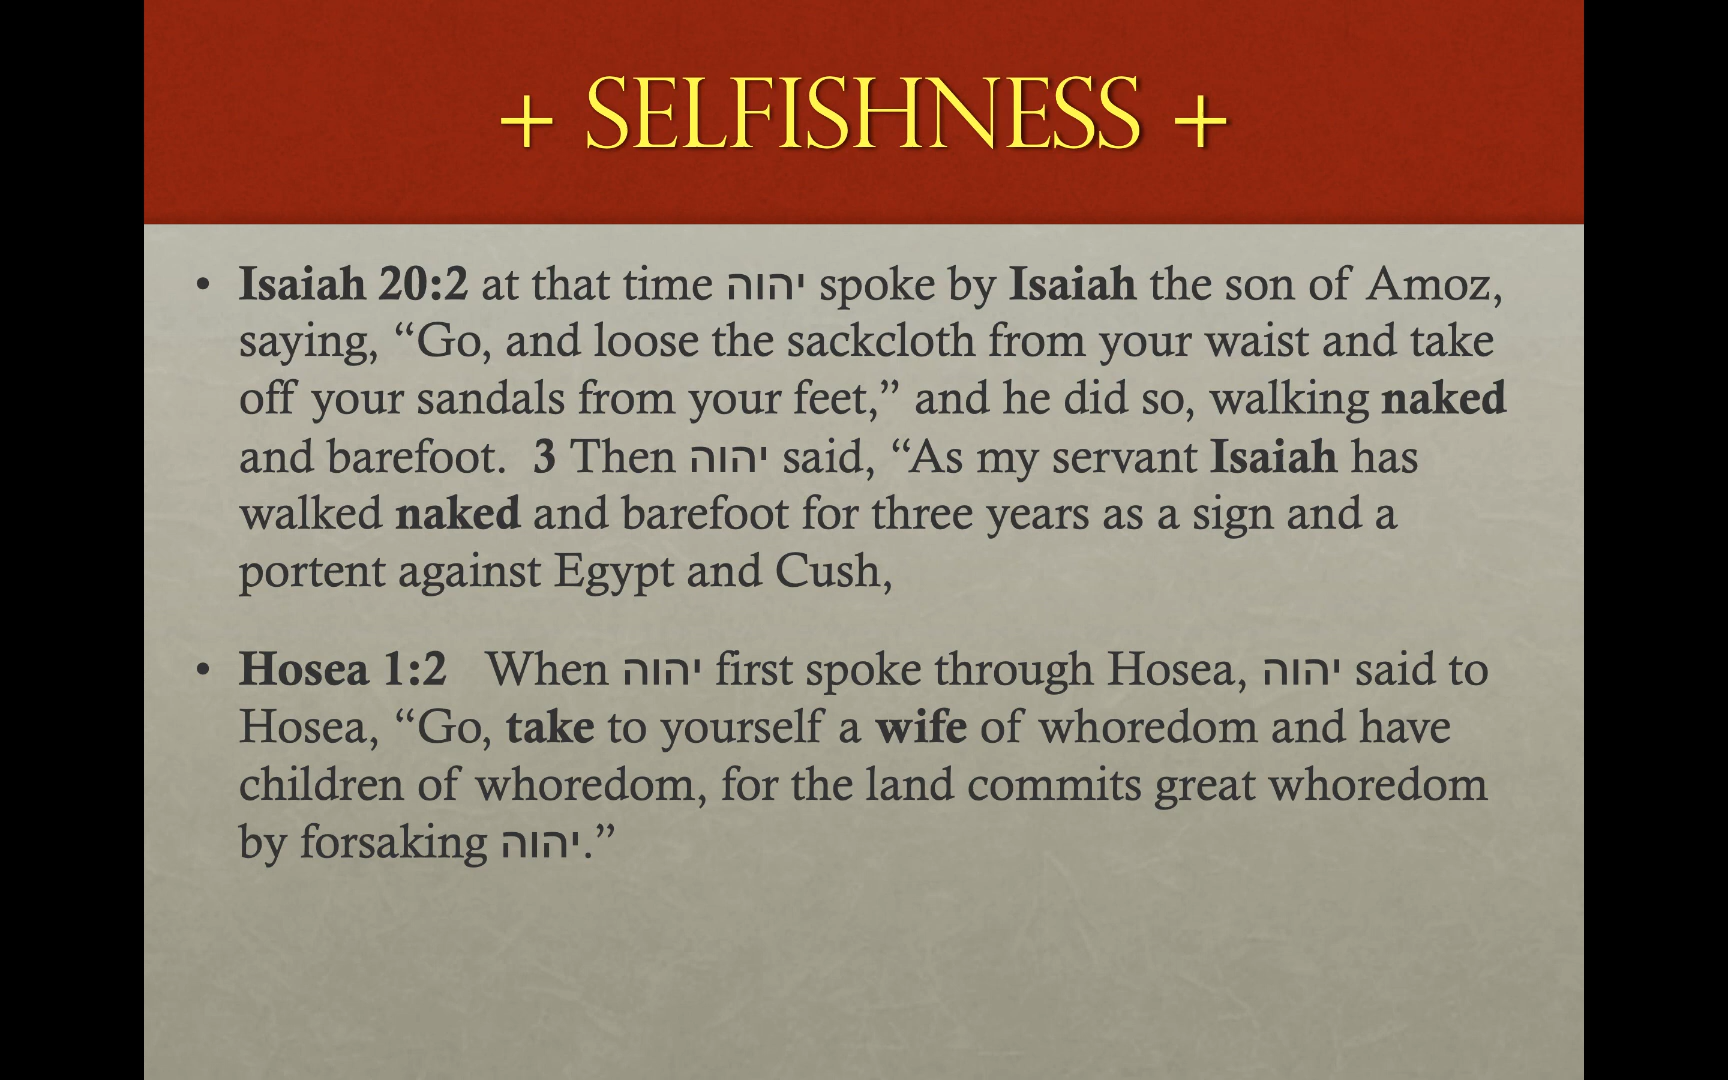 + SELFISHNESS +
• Isaiah 20:2 at that time יהוה spoke by Isaiah the son of Amoz,
saying, “Go, and loose the sackcloth from your waist and take
off your sandals from your feet,” and he did so, walking naked
and barefoot. 3 Then יהוה said, “As my servant Isaiah has
walked naked and barefoot for three years as a sign and a
portent against Egypt and Cush,
• Hosea 1:2 When יהוה first spoke through Hosea, יהוה said to
Hosea, “Go, take to yourself a wife of whoredom and have
children of whoredom, for the land commits great whoredom
by forsaking יהוה.”